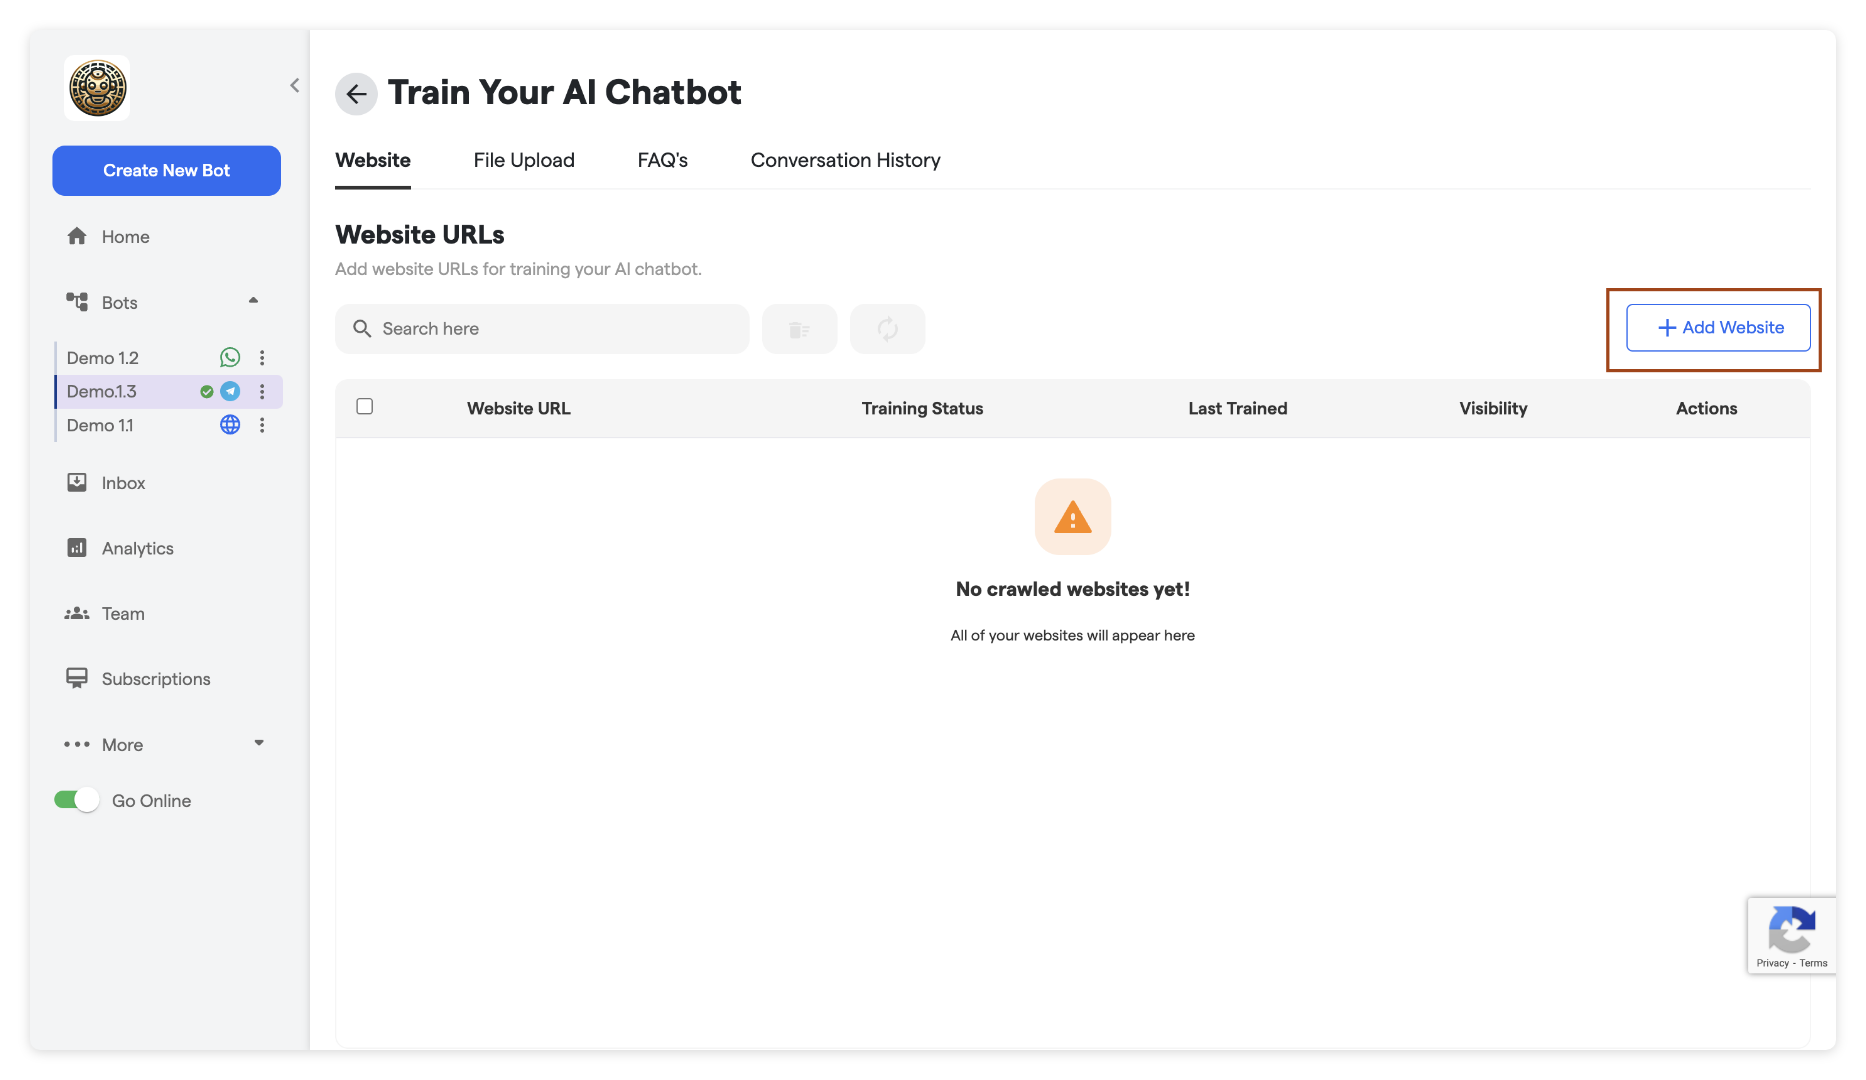 Create New Bot
Home
Bots
Demo 1.2
Demo.1.3
Demo 1.1
Inbox
Analytics
Team
Subscriptions
More
Go Online
Train Your AI Chatbot
Website File Upload FAQ's Conversation History
Website URLs
Add website URLs for training your AI chatbot.
Search here
+ Add Website
Website URL Training Status Last Trained Visibility Actions
No crawled websites yet!
All of your websites will appear here
Privacy - Terms